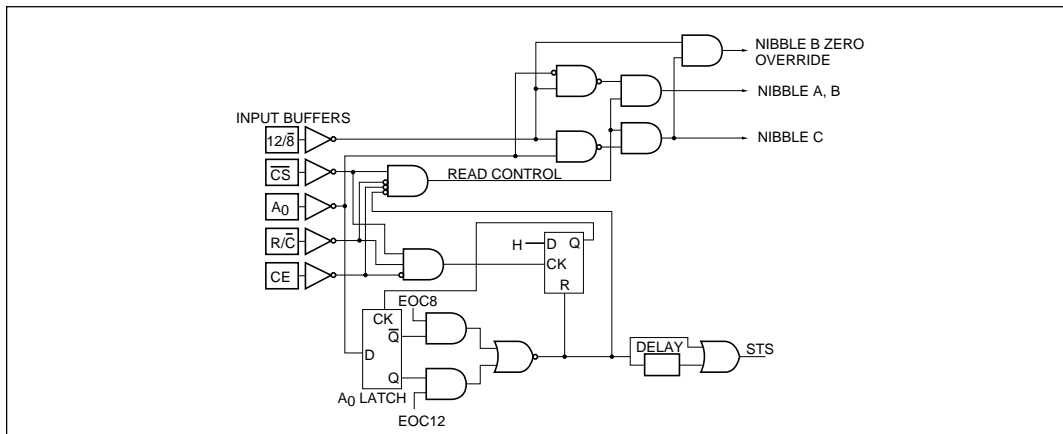 NIBBLE B ZERO
OVERRIDE
NIBBLE A, B
INPUT BUFFERS
12/8̅
NIBBLE C
C̅S̅
READ CONTROL
A0
R/C̅
H
D
Q
CK
CE
R
EOC8
CK
Q̅
D
DELAY
STS
Q
A0 LATCH
EOC12